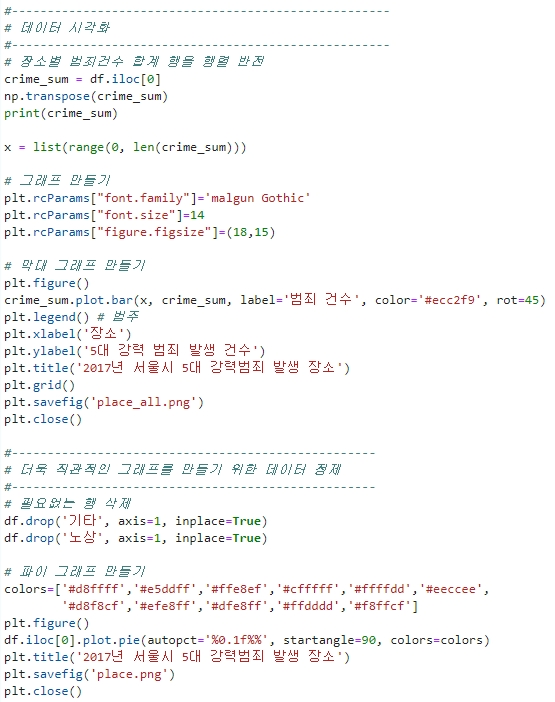 #----------------------------------------------------
# 데이터 시각화
#----------------------------------------------------
# 장소별 범죄건수 합계 행을 행렬 반전
crime_sum = df.iloc[0]
np.transpose(crime_sum)
print(crime_sum)
x = list(range(0, len(crime_sum)))
# 그래프 만들기
plt.rcParams["font.family"]='malgun Gothic'
plt.rcParams["font.size"]=14
plt.rcParams["figure.figsize"]=(18,15)
# 막대 그래프 만들기
plt.figure()
crime_sum.plot.bar(x, crime_sum, label='범죄 건수', color='#ecc2f9', rot=45)
plt.legend() # 범주
plt.xlabel('장소')
plt.ylabel('5대 강력 범죄 발생 건수')
plt.title('2017년 서울시 5대 강력범죄 발생 장소')
plt.grid()
plt.savefig('place_all.png')
plt.close()
#--------------------------------------------------
# 더욱 직관적인 그래프를 만들기 위한 데이터 정제
#--------------------------------------------------
# 필요없는 행 삭제
df.drop('기타', axis=1, inplace=True)
df.drop('노상', axis=1, inplace=True)
# 파이 그래프 만들기
colors=['#d8ffff','#e5ddff','#ffe8ef','#cfffff','#ffffdd','#eeccee',
'#d8f8cf','#efe8ff','#dfe8ff','#ffdddd','#f8ffcf']
plt.figure()
df.iloc[0].plot.pie(autopct='%0.1f%%', startangle=90, colors=colors)
plt.title('2017년 서울시 5대 강력범죄 발생 장소')
plt.savefig('place.png')
plt.close()